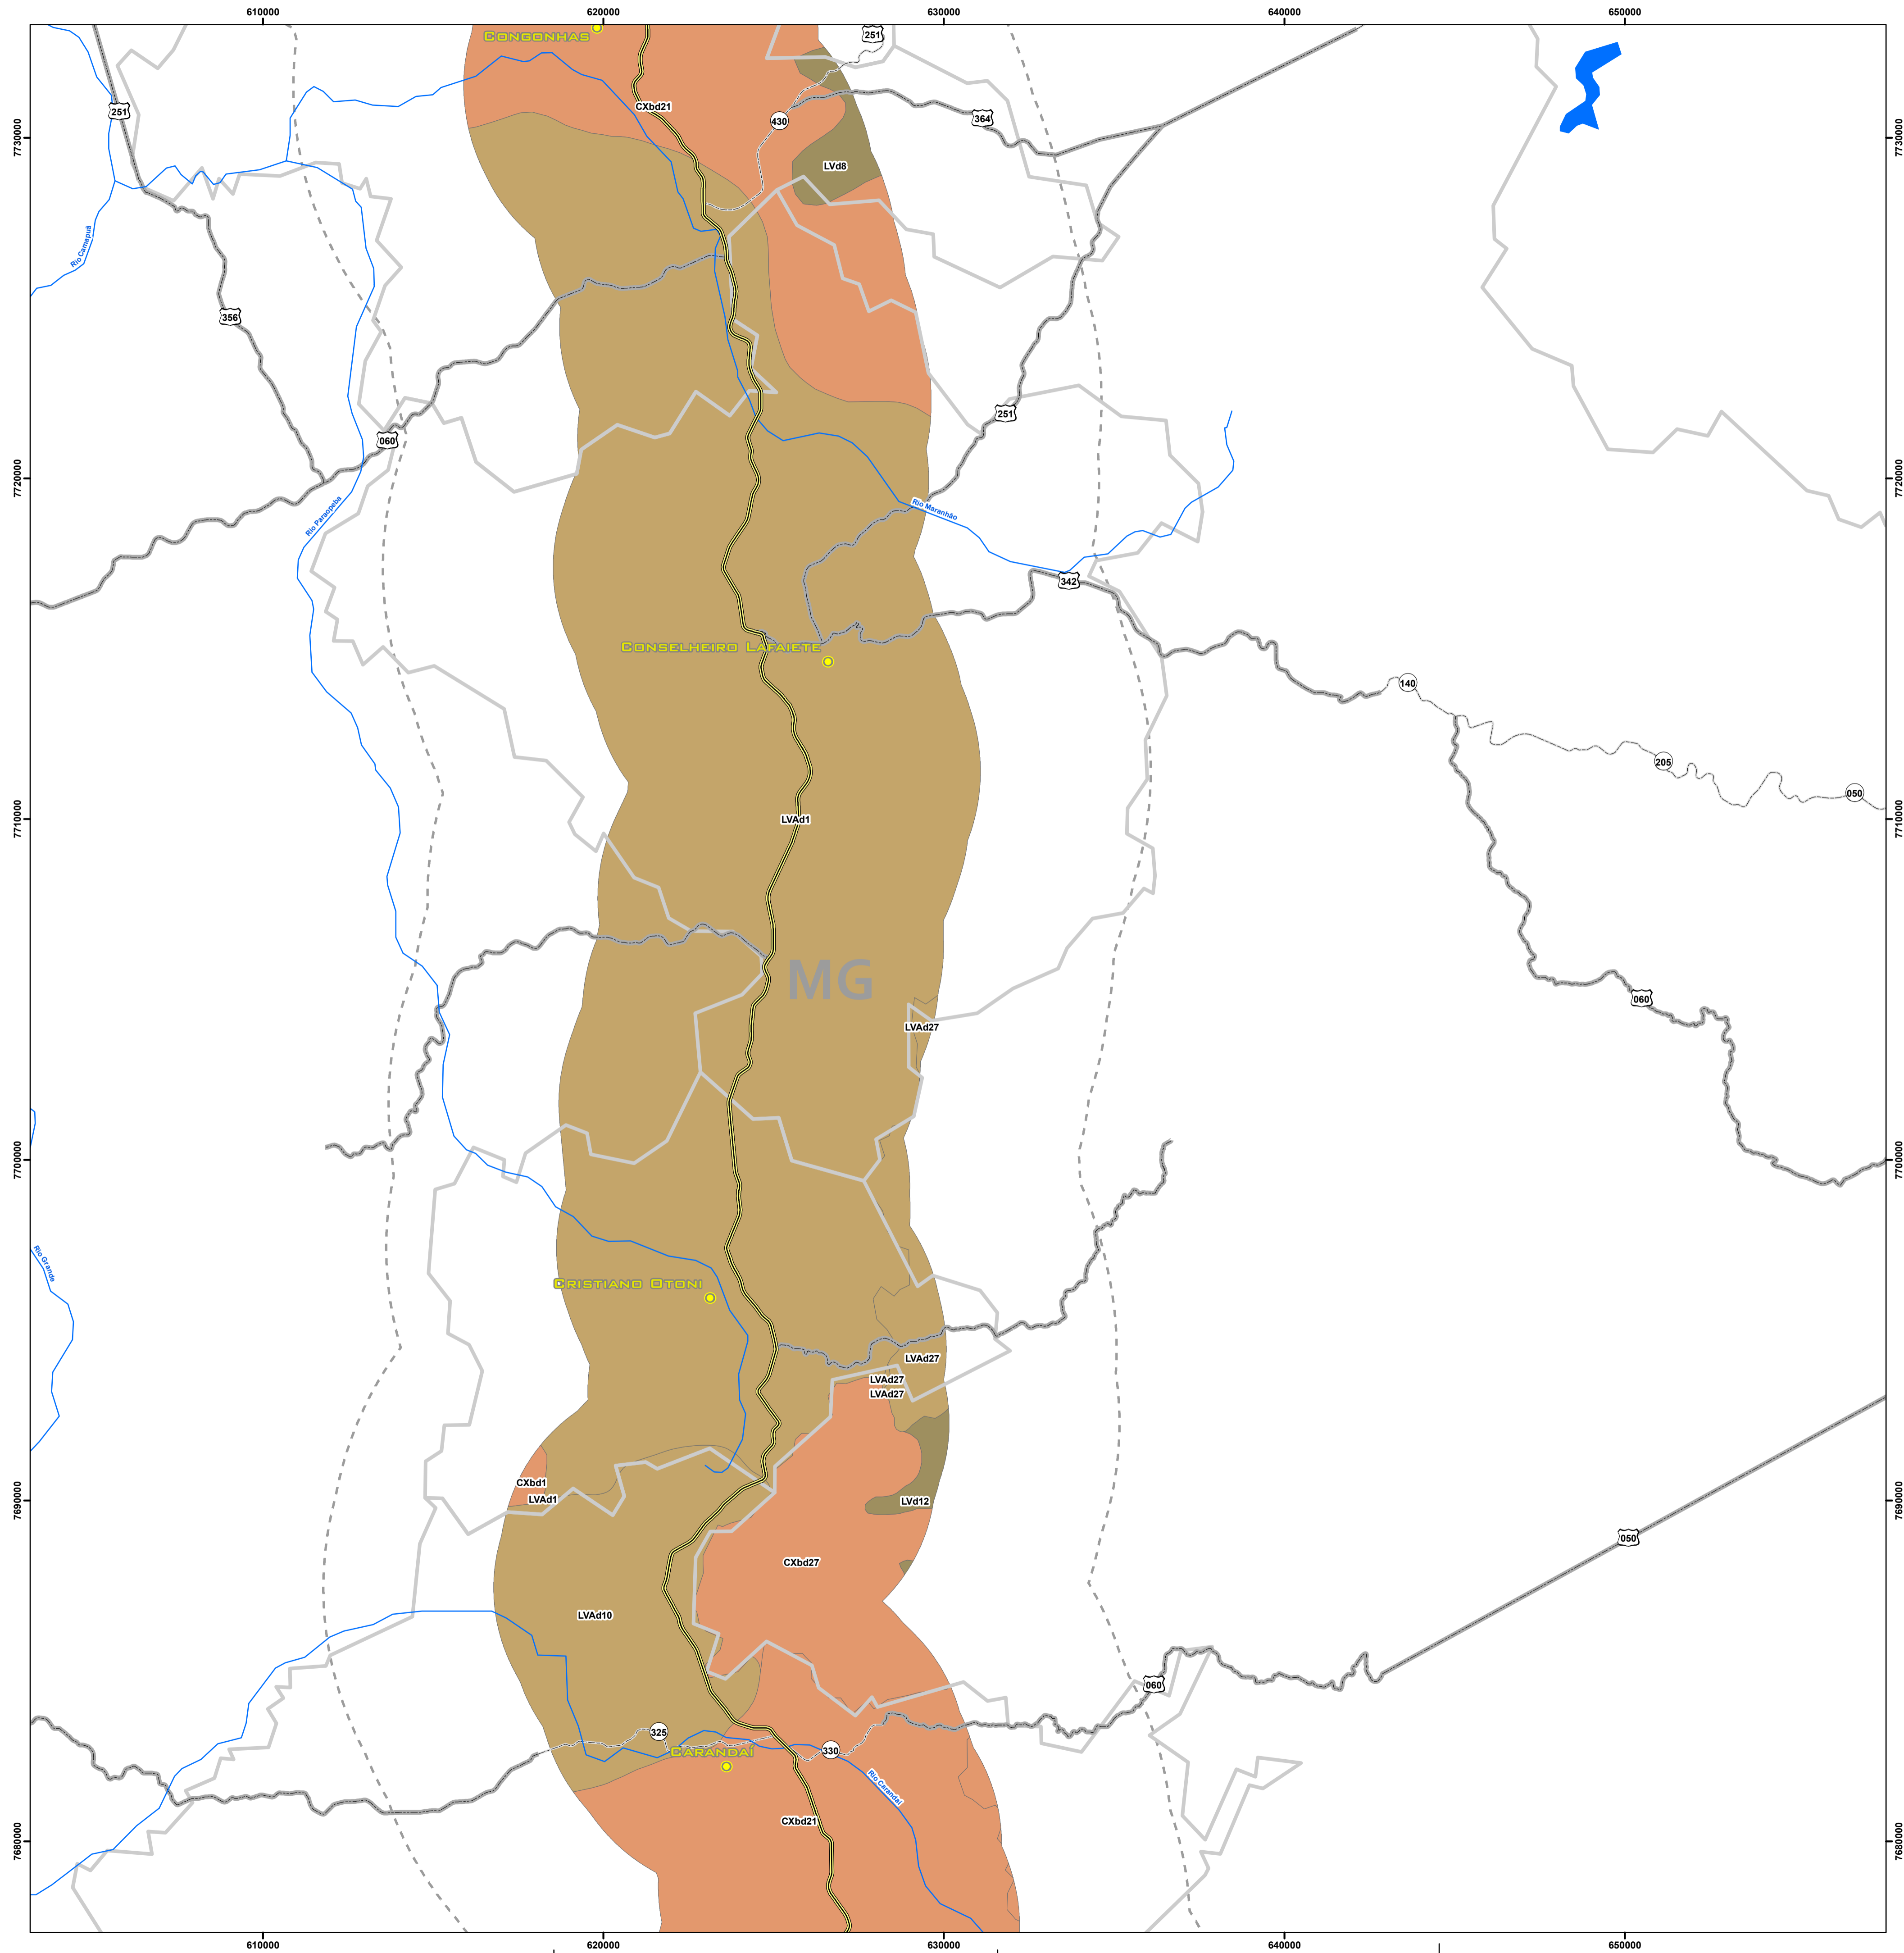 610000 620000 630000 640000 650000
CONGONHAS
251
251
CXbd21
430
364
7730000 7730000
LVd8
Rio Camapuã
356
251
060
7720000 7720000
Rio Paraopeba
Rio Maranhão
342
CONSELHEIRO LAFAIETE
140
205
050
7710000 7710000
LVAd1
MG
060
LVAd27
7700000 7700000
Rio Grande
CRISTIANO OTONI
LVAd27
LVAd27
LVAd27
CXbd1
LVAd1
LVd12
7690000 7690000
050
CXbd27
LVAd10
060
325
330
CARANDAÍ
Rio Carandaí
CXbd21
7680000 7680000
610000 620000 630000 640000 650000